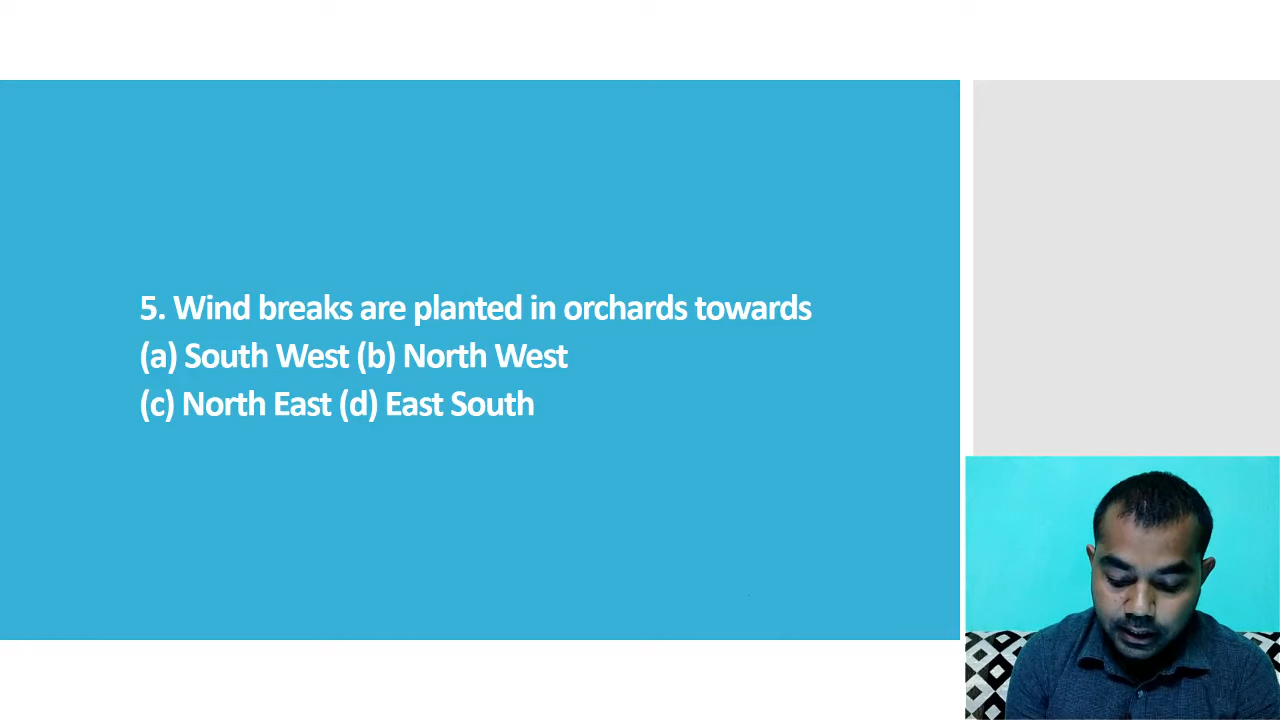 5. Wind breaks are planted in orchards towards
(a) South West (b) North West
(c) North East (d) East South